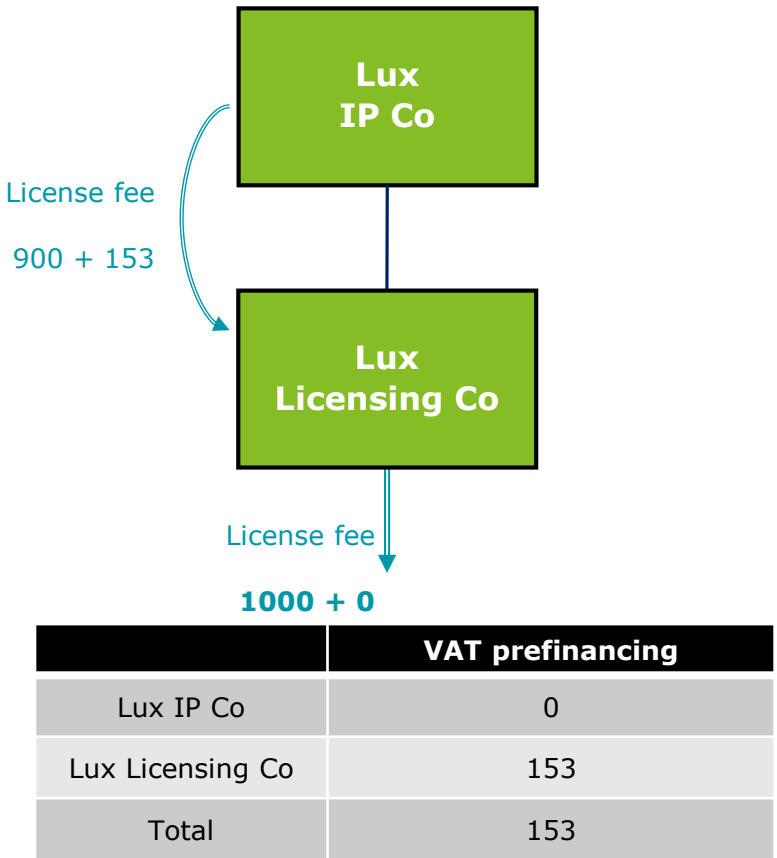 Lux
IP Co
License fee
900 + 153
Lux
Licensing Co
License fee
1000 + 0
VAT prefinancing
Lux IP Co 0
Lux Licensing Co 153
Total 153